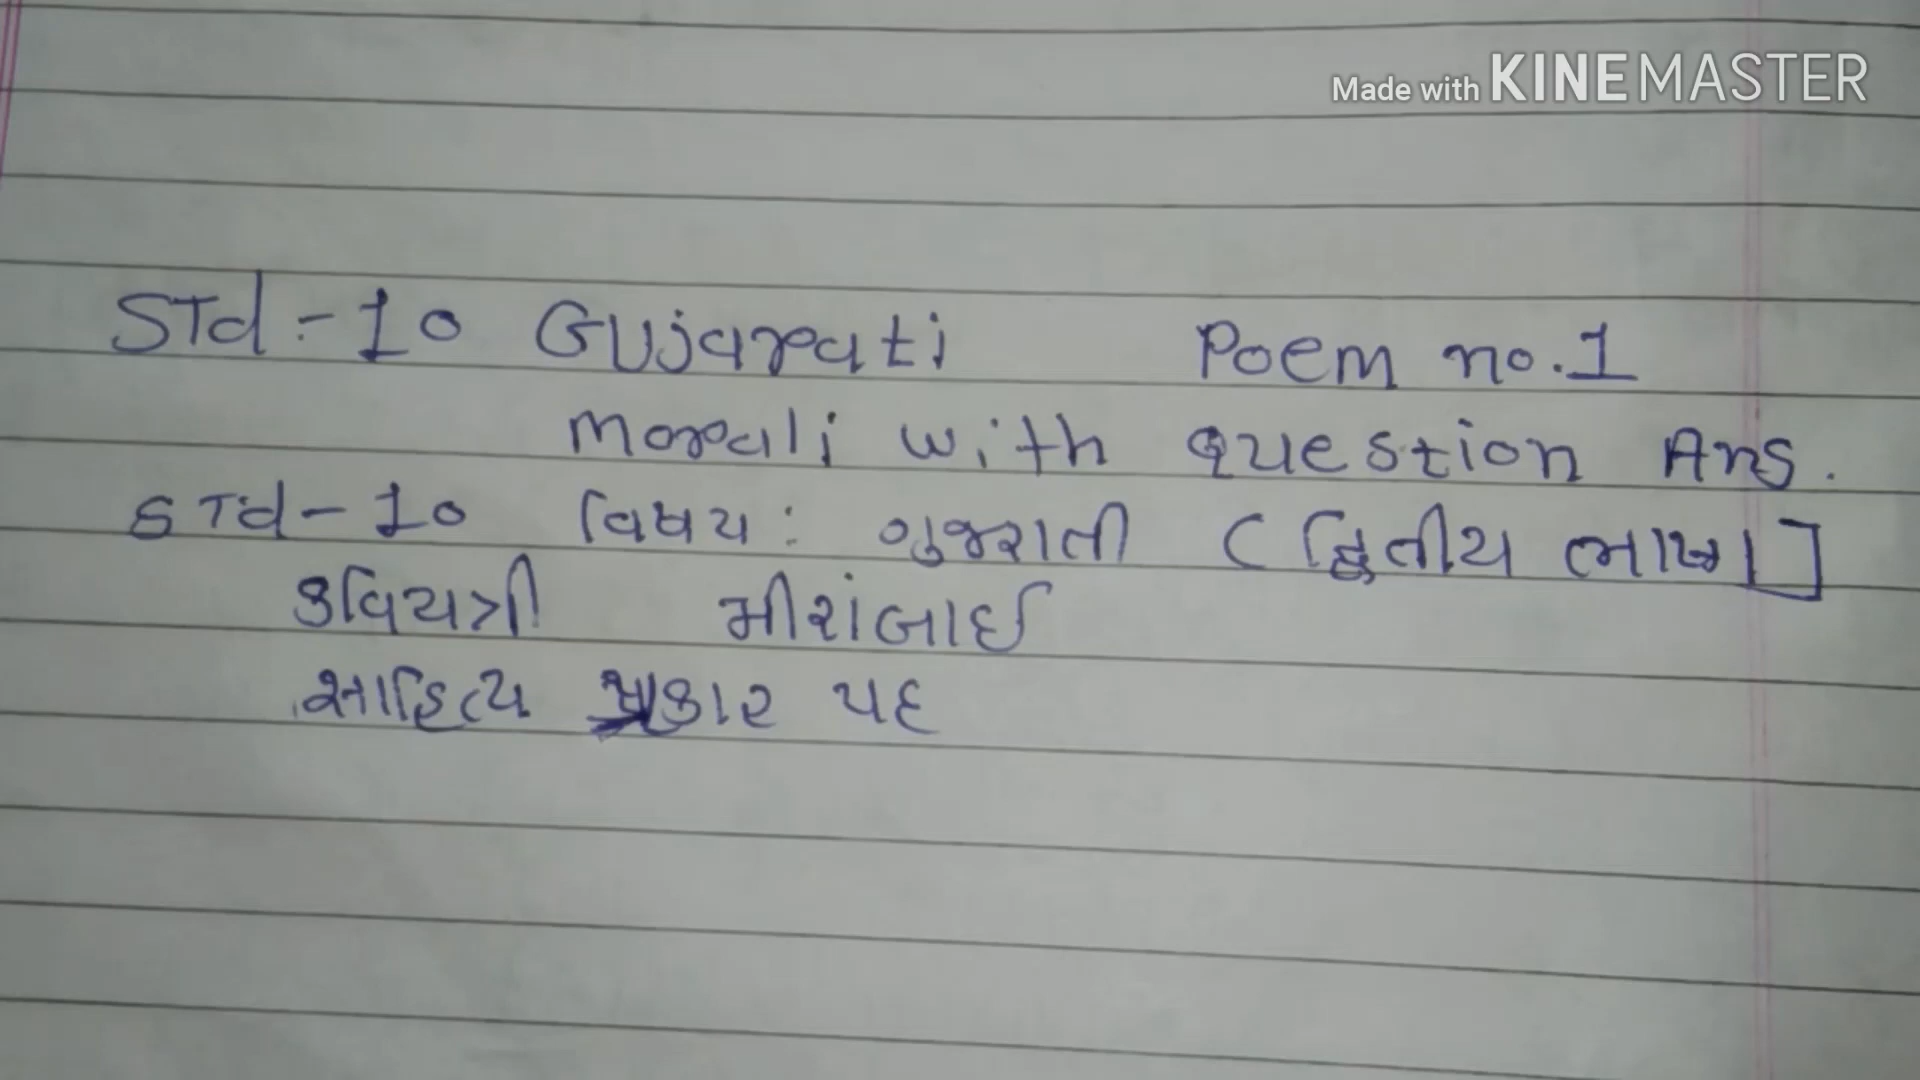 Made with KINEMASTER
STd-10 Gujarati Poem no.1
morali with question Ans.
STd-10 વિષય: ગુજરાતી (દ્વિતીય ભાષા]
કવિયત્રી મીરાંબાઈ
સાહિત્ય પ્રકાર પદ